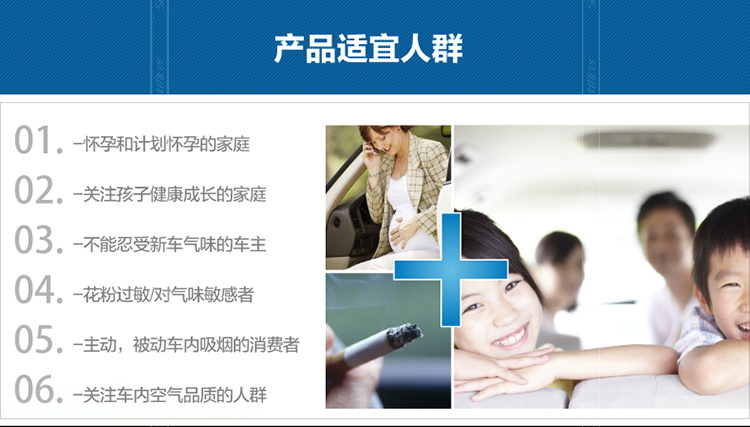 产品适宜人群
01. -怀孕和计划怀孕的家庭
02. -关注孩子健康成长的家庭
03. -不能忍受新车气味的车主
04. -花粉过敏/对气味敏感者
05. -主动，被动车内吸烟的消费者
06. -关注车内空气品质的人群